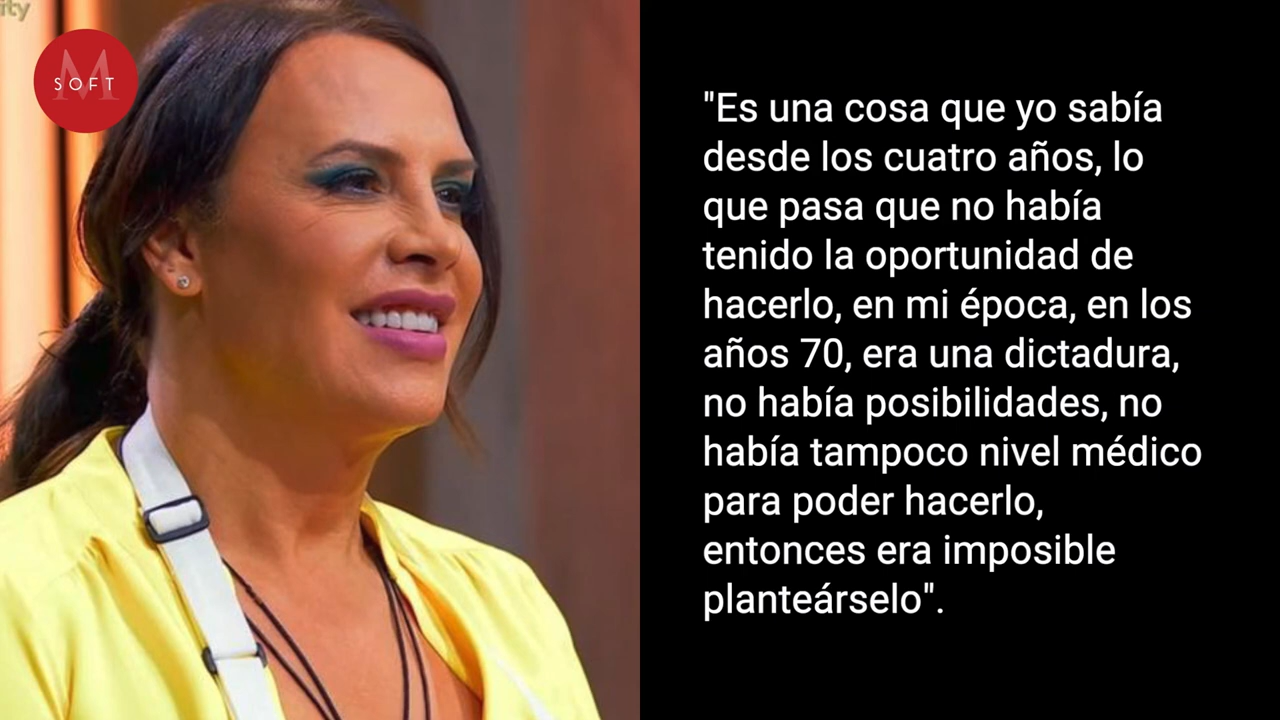 ity
M
SOFT
"Es una cosa que yo sabía
desde los cuatro años, lo
que pasa que no había
tenido la oportunidad de
hacerlo, en mi época, en los
años 70, era una dictadura,
no había posibilidades, no
había tampoco nivel médico
para poder hacerlo,
entonces era imposible
planteárselo".